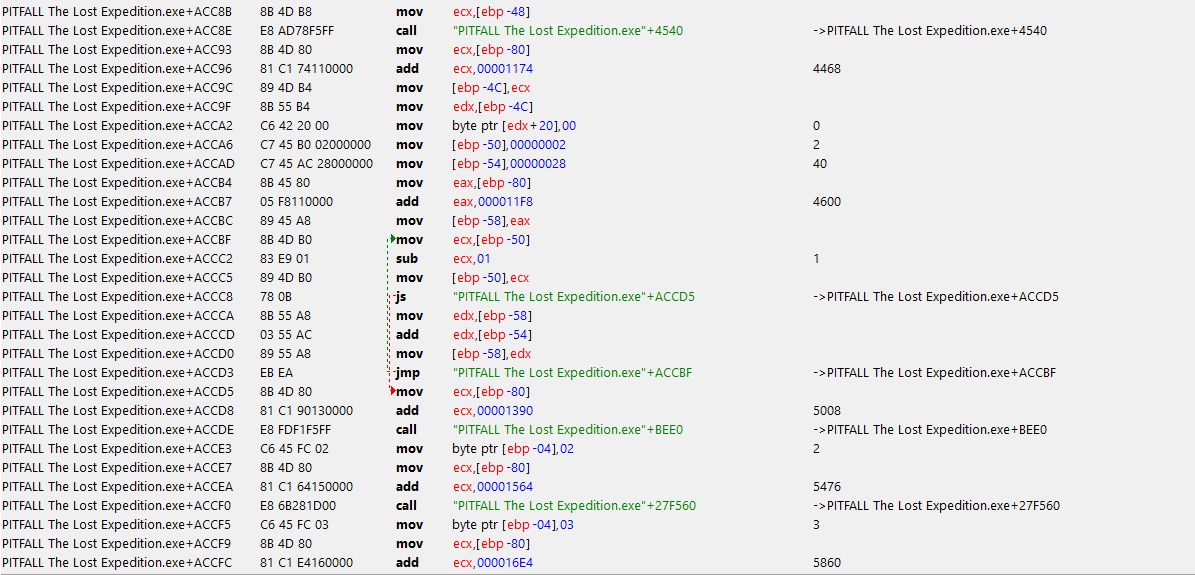 PITFALL The Lost Expedition.exe+ACC8B 8B 4D B8 mov ecx,[ebp -48]
PITFALL The Lost Expedition.exe+ACC8E E8 AD78F5FF call "PITFALL The Lost Expedition.exe"+4540 ->PITFALL The Lost Expedition.exe+4540
PITFALL The Lost Expedition.exe+ACC93 8B 4D 80 mov ecx,[ebp -80]
PITFALL The Lost Expedition.exe+ACC96 81 C1 74110000 add ecx,00001174 4468
PITFALL The Lost Expedition.exe+ACC9C 89 4D B4 mov [ebp -4C],ecx
PITFALL The Lost Expedition.exe+ACC9F 8B 55 B4 mov edx,[ebp -4C]
PITFALL The Lost Expedition.exe+ACCA2 C6 42 20 00 mov byte ptr [edx+20],00 0
PITFALL The Lost Expedition.exe+ACCA6 C7 45 B0 02000000 mov [ebp -50],00000002 2
PITFALL The Lost Expedition.exe+ACCAD C7 45 AC 28000000 mov [ebp -54],00000028 40
PITFALL The Lost Expedition.exe+ACCB4 8B 45 80 mov eax,[ebp -80]
PITFALL The Lost Expedition.exe+ACCB7 05 F8110000 add eax,000011F8 4600
PITFALL The Lost Expedition.exe+ACCBC 89 45 A8 mov [ebp -58],eax
PITFALL The Lost Expedition.exe+ACCBF 8B 4D B0 mov ecx,[ebp -50]
PITFALL The Lost Expedition.exe+ACCC2 83 E9 01 sub ecx,01 1
PITFALL The Lost Expedition.exe+ACCC5 89 4D B0 mov [ebp -50],ecx
PITFALL The Lost Expedition.exe+ACCC8 78 0B js "PITFALL The Lost Expedition.exe"+ACCD5 ->PITFALL The Lost Expedition.exe+ACCD5
PITFALL The Lost Expedition.exe+ACCCA 8B 55 A8 mov edx,[ebp -58]
PITFALL The Lost Expedition.exe+ACCCD 03 55 AC add edx,[ebp -54]
PITFALL The Lost Expedition.exe+ACCD0 89 55 A8 mov [ebp -58],edx
PITFALL The Lost Expedition.exe+ACCD3 EB EA jmp "PITFALL The Lost Expedition.exe"+ACCBF ->PITFALL The Lost Expedition.exe+ACCBF
PITFALL The Lost Expedition.exe+ACCD5 8B 4D 80 mov ecx,[ebp -80]
PITFALL The Lost Expedition.exe+ACCD8 81 C1 90130000 add ecx,00001390 5008
PITFALL The Lost Expedition.exe+ACCDE E8 FDF1F5FF call "PITFALL The Lost Expedition.exe"+BEE0 ->PITFALL The Lost Expedition.exe+BEE0
PITFALL The Lost Expedition.exe+ACCE3 C6 45 FC 02 mov byte ptr [ebp -04],02 2
PITFALL The Lost Expedition.exe+ACCE7 8B 4D 80 mov ecx,[ebp -80]
PITFALL The Lost Expedition.exe+ACCEA 81 C1 64150000 add ecx,00001564 5476
PITFALL The Lost Expedition.exe+ACCF0 E8 6B281D00 call "PITFALL The Lost Expedition.exe"+27F560 ->PITFALL The Lost Expedition.exe+27F560
PITFALL The Lost Expedition.exe+ACCF5 C6 45 FC 03 mov byte ptr [ebp -04],03 3
PITFALL The Lost Expedition.exe+ACCF9 8B 4D 80 mov ecx,[ebp -80]
PITFALL The Lost Expedition.exe+ACCFC 81 C1 E4160000 add ecx,000016E4 5860